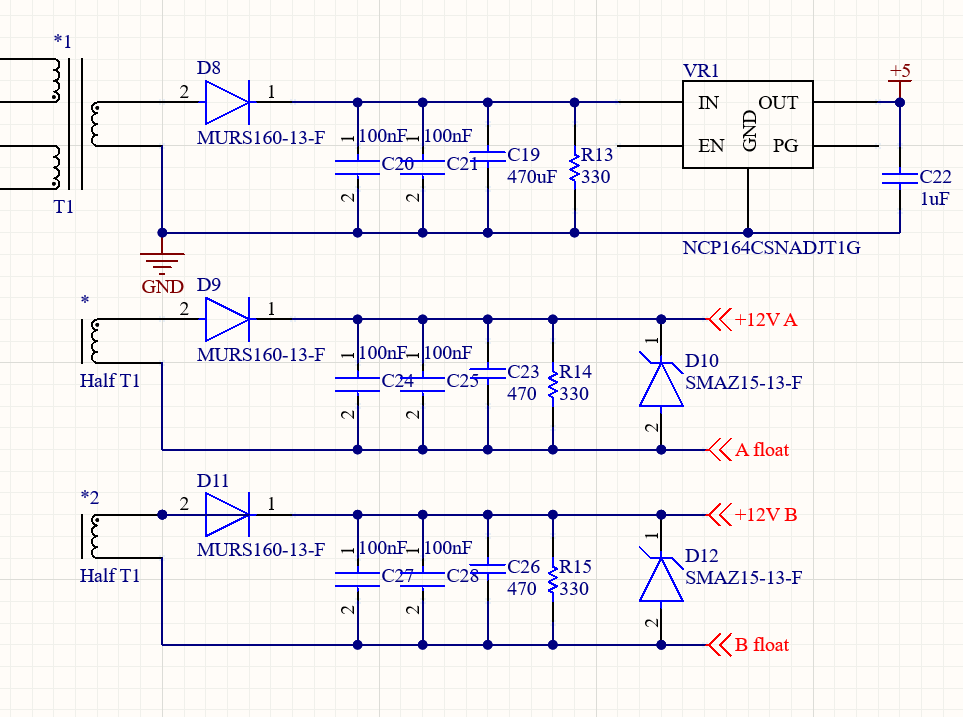 *1
T1
D8
2
1
MURS160-13-F
1
100nF
C20
2
1
100nF
C21
2
C19
470uF
R13
330
VR1
IN
OUT
GND
EN
PG
NCP164CSNADJT1G
+5
C22
1uF
GND
*
Half T1
D9
2
1
MURS160-13-F
1
100nF
C24
2
1
100nF
C25
2
C23
470
R14
330
1
D10
SMAZ15-13-F
2
+12V A
A float
*2
Half T1
D11
2
1
MURS160-13-F
1
100nF
C27
2
1
100nF
C28
2
C26
470
R15
330
1
D12
SMAZ15-13-F
2
+12V B
B float